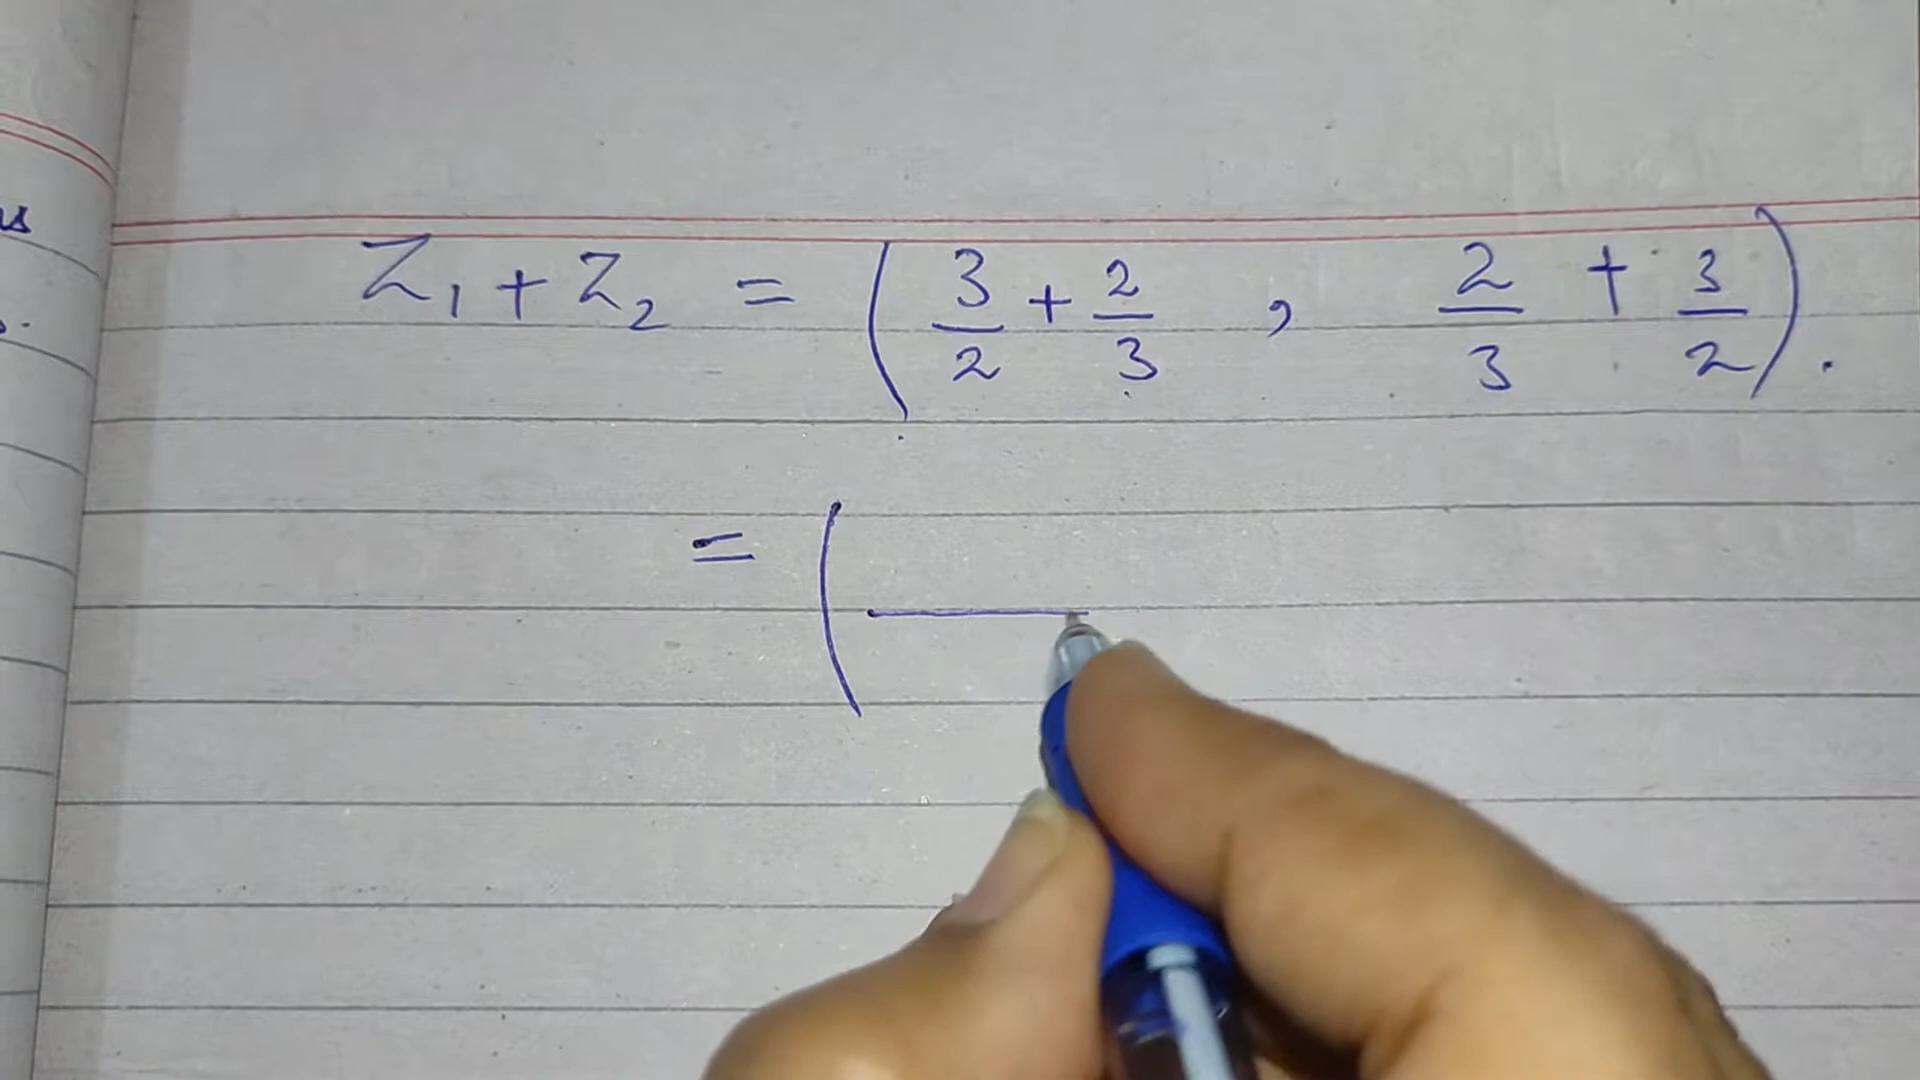 Z₁ + Z₂ = (3/2 + 2/3 , 2/3 + 3/2).
= (